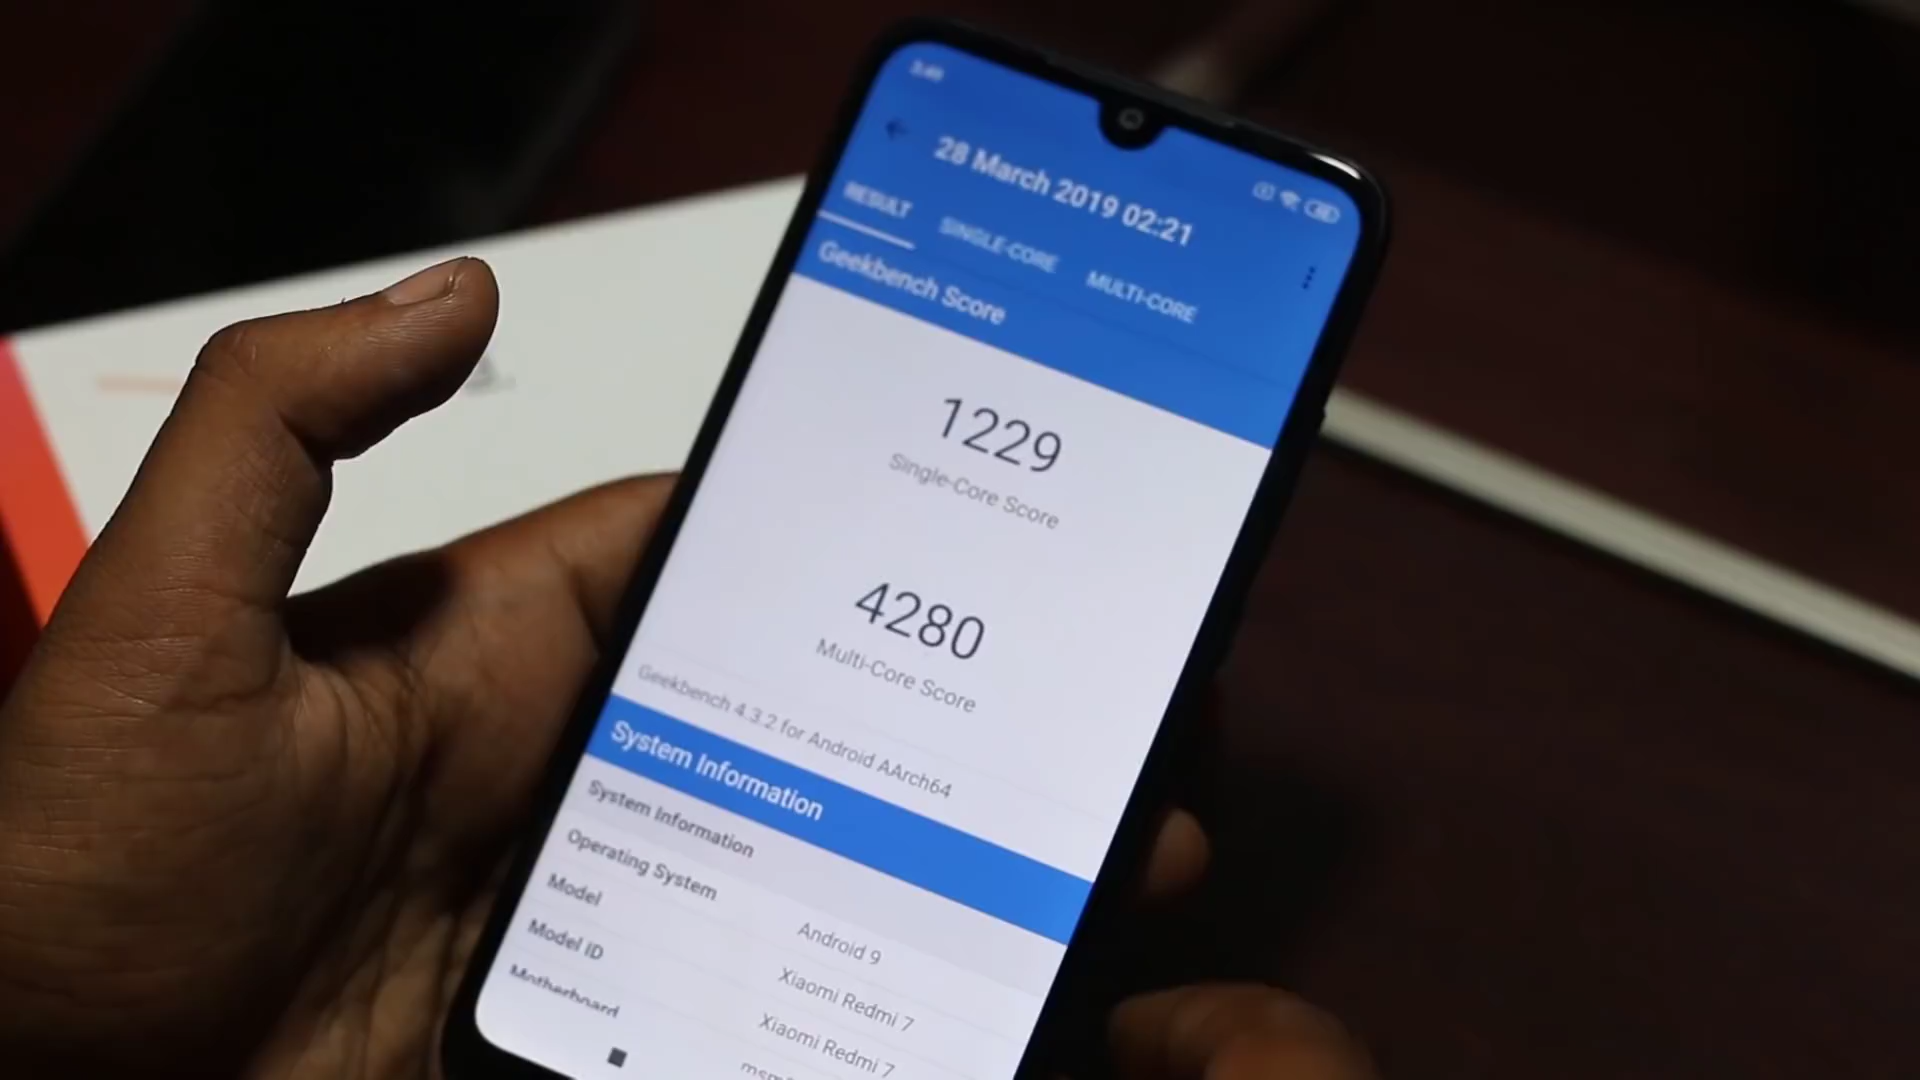 3:49
28 March 2019 02:21
RESULT SINGLE-CORE MULTI-CORE
Geekbench Score
1229
Single-Core Score
4280
Multi-Core Score
Geekbench 4.3.2 for Android AArch64
System Information
System Information
Operating System Android 9
Model Xiaomi Redmi 7
Model ID Xiaomi Redmi 7
Motherboard